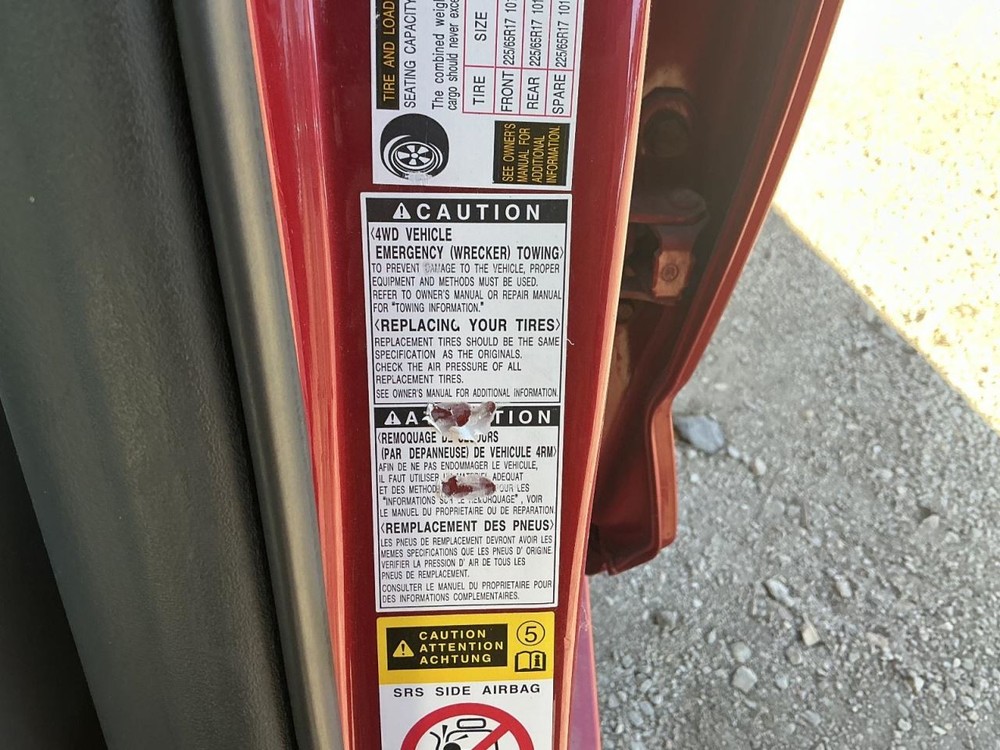 TIRE AND LOAD
SEATING CAPACITY
The combined
cargo should never
TIRE SIZE
FRONT 225/65R17
REAR 225/65R17
SPARE 225/65R17
SEE OWNER'S
MANUAL FOR
ADDITIONAL
INFORMATION.
CAUTION
〈4WD VEHICLE
EMERGENCY (WRECKER) TOWING〉
TO PREVENT DAMAGE TO THE VEHICLE, PROPER
EQUIPMENT AND METHODS MUST BE USED.
REFER TO OWNER'S MANUAL OR REPAIR MANUAL
FOR "TOWING INFORMATION."
〈REPLACING YOUR TIRES〉
REPLACEMENT TIRES SHOULD BE THE SAME
SPECIFICATION AS THE ORIGINALS.
CHECK THE AIR PRESSURE OF ALL
REPLACEMENT TIRES.
SEE OWNER'S MANUAL FOR ADDITIONAL INFORMATION.
〈REMOQUAGE
(PAR DEPANNEUSE) DE VEHICULE 4RM〉
AFIN DE NE PAS ENDOMMAGER LE VEHICULE,
IL FAUT UTILISER ADEQUAT
ET DES LES
"INFORMATIONS SUR LE REMORQUAGE", VOIR
LE MANUEL DU PROPRIETAIRE OU DE REPARATION
〈REMPLACEMENT DES PNEUS〉
LES PNEUS DE REMPLACEMENT DEVRONT AVOIR LES
MEMES SPECIFICATIONS QUE LES PNEUS D' ORIGINE
VERIFIER LA PRESSION D' AIR DE TOUS LES
PNEUS DE REMPLACEMENT.
CONSULTER LE MANUEL DU PROPRIETAIRE POUR
DES INFORMATIONS COMPLEMENTAIRES.
CAUTION
ATTENTION
ACHTUNG
5
SRS SIDE AIRBAG